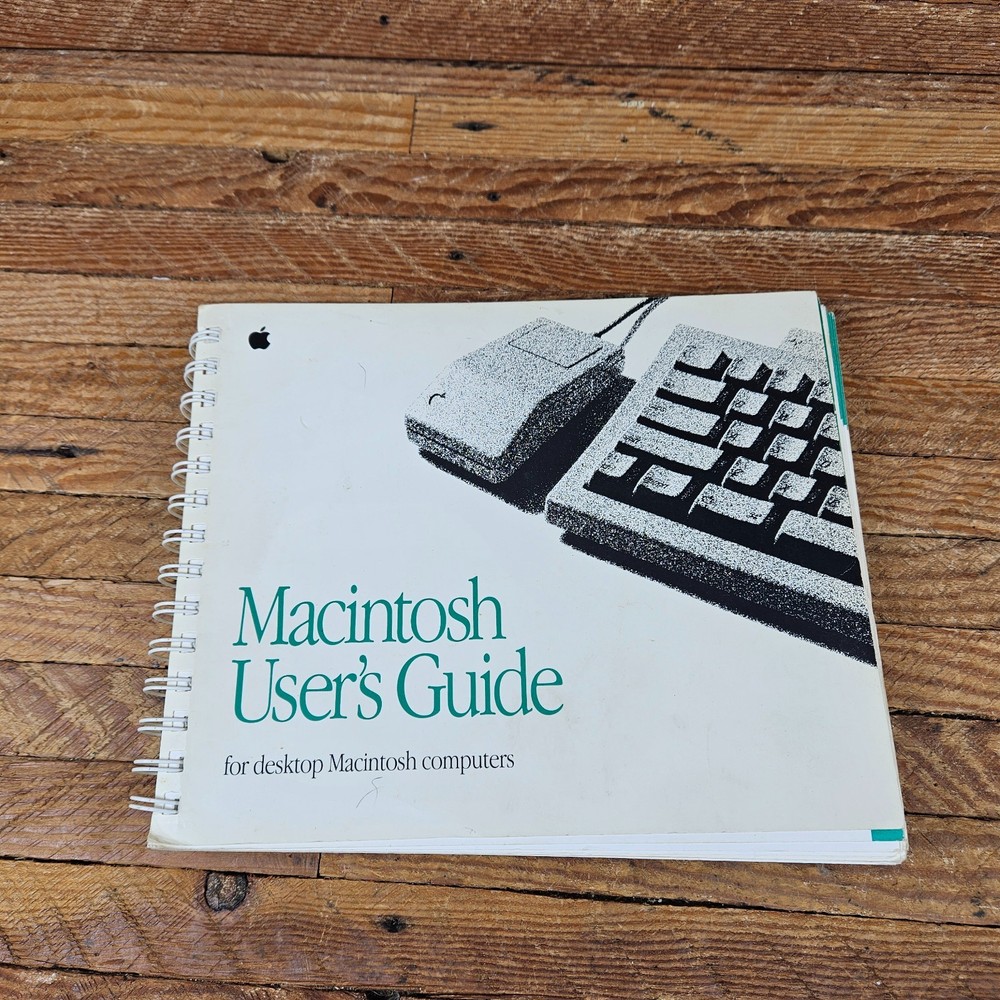 Macintosh
User's Guide
for desktop Macintosh computers